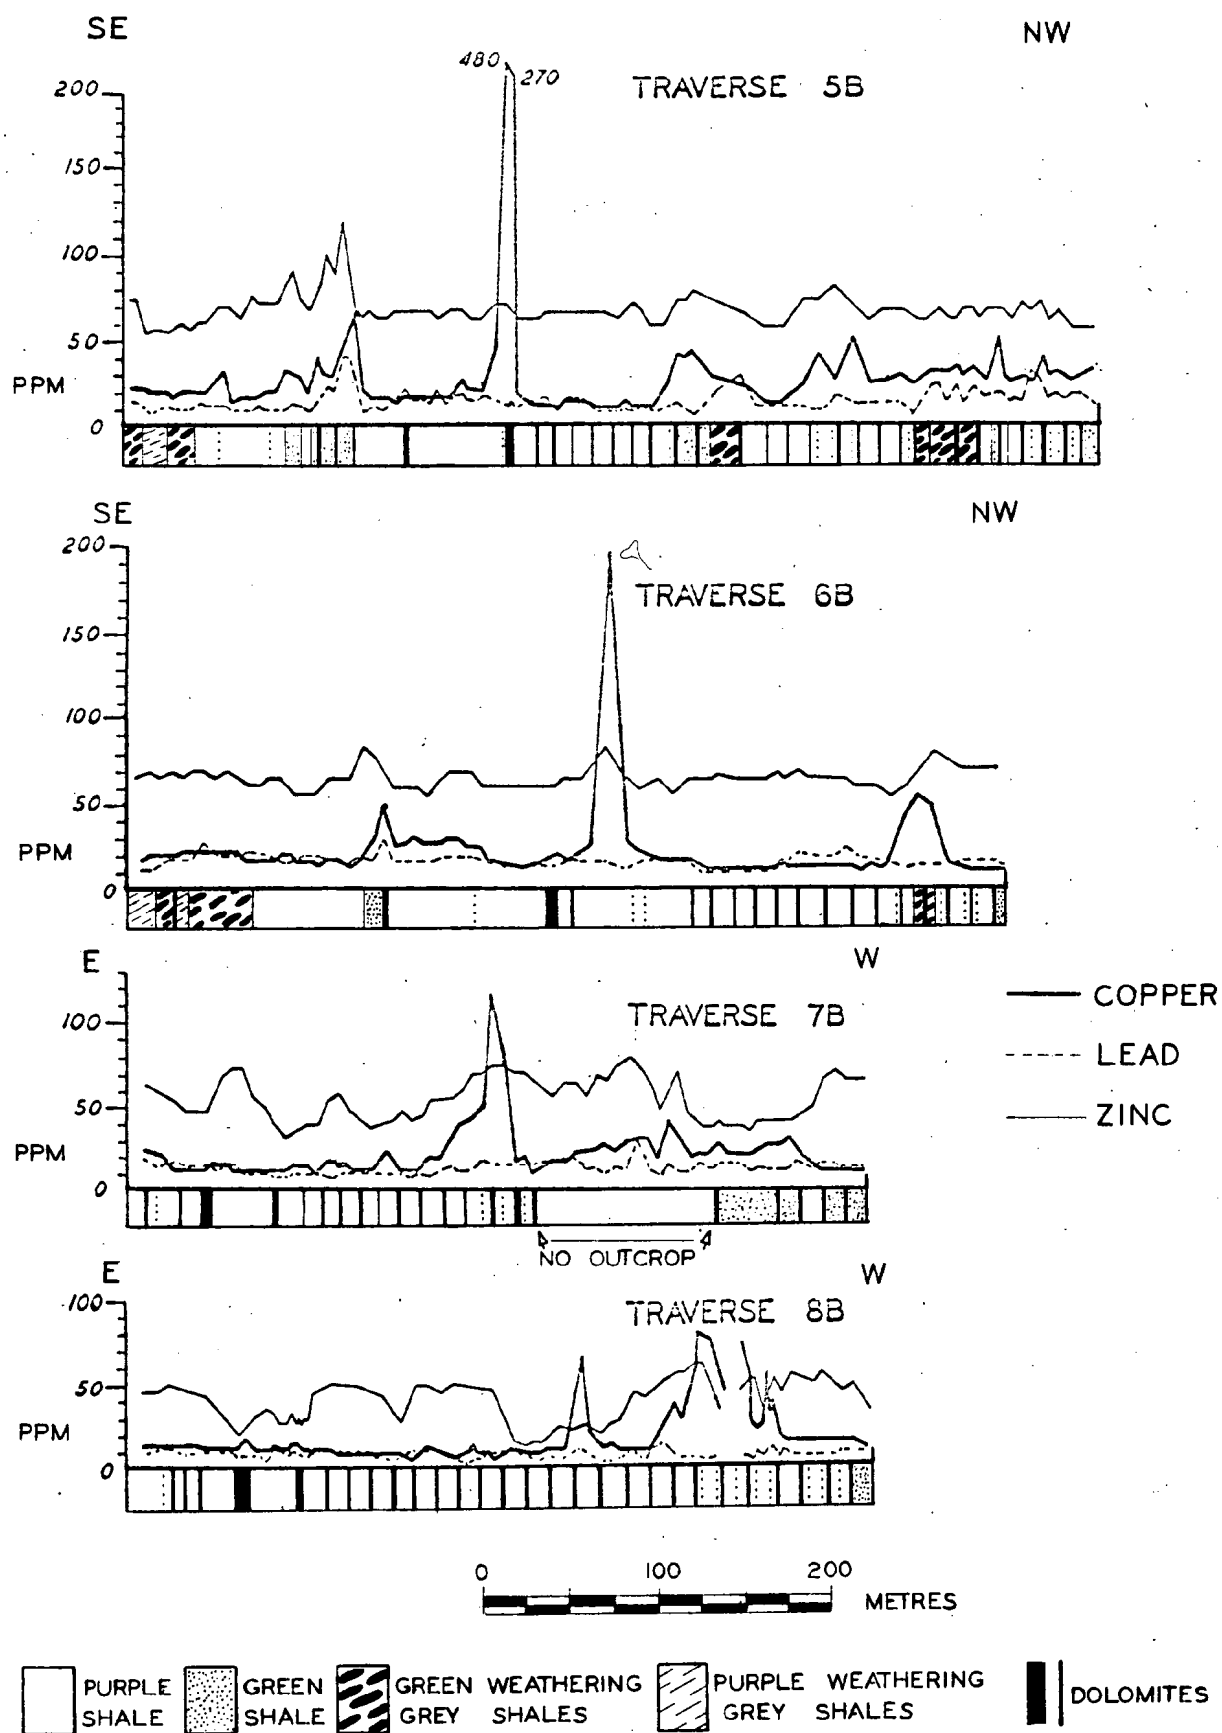 SE NW
480 270
TRAVERSE 5B
200
150
100
50
PPM
0
SE NW
200
TRAVERSE 6B
150
100
50
PPM
0
E W
COPPER
100 TRAVERSE 7B
LEAD
50 ZINC
PPM
0
NO OUTCROP
E W
100 TRAVERSE 8B
50
PPM
0
0 100 200
METRES
PURPLE SHALE
GREEN SHALE
GREEN WEATHERING GREY SHALES
PURPLE WEATHERING GREY SHALES
DOLOMITES